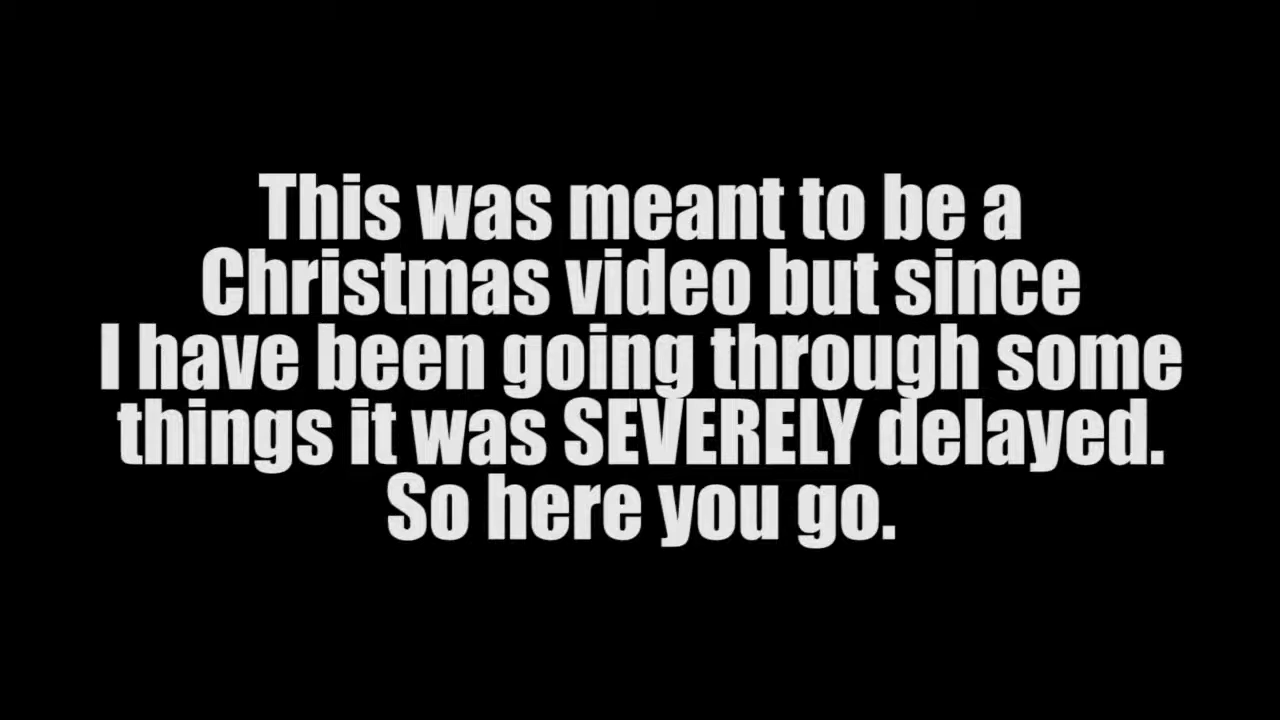 This was meant to be a
Christmas video but since
I have been going through some
things it was SEVERELY delayed.
So here you go.